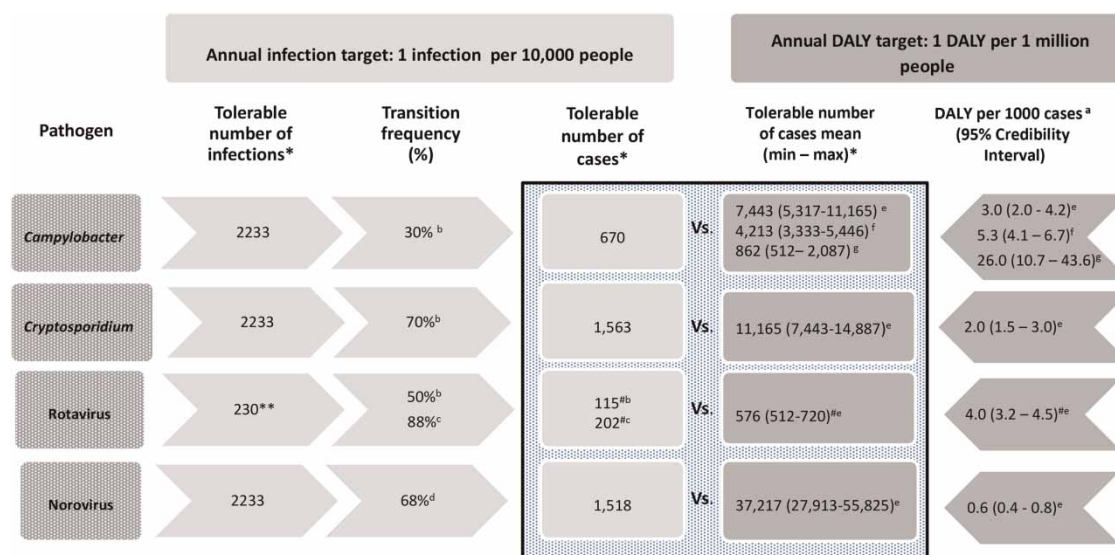 Annual infection target: 1 infection per 10,000 people
Annual DALY target: 1 DALY per 1 million
people
Pathogen
Tolerable
number of
infections*
Transition
frequency
(%)
Tolerable
number of
cases*
Tolerable number
of cases mean
(min – max)*
DALY per 1000 cases ᵃ
(95% Credibility
Interval)
Campylobacter
2233
30% ᵇ
670
Vs.
7,443 (5,317-11,165) ᵉ
4,213 (3,333-5,446) ᶠ
862 (512– 2,087) ᵍ
3.0 (2.0 - 4.2)ᵉ
5.3 (4.1 – 6.7)ᶠ
26.0 (10.7 – 43.6)ᵍ
Cryptosporidium
2233
70%ᵇ
1,563
Vs.
11,165 (7,443-14,887)ᵉ
2.0 (1.5 – 3.0)ᵉ
Rotavirus
230**
50%ᵇ
88%ᶜ
115#ᵇ
202#ᶜ
Vs.
576 (512-720)#ᵉ
4.0 (3.2 – 4.5)#ᵉ
Norovirus
2233
68%ᵈ
1,518
Vs.
37,217 (27,913-55,825)ᵉ
0.6 (0.4 - 0.8)ᵉ